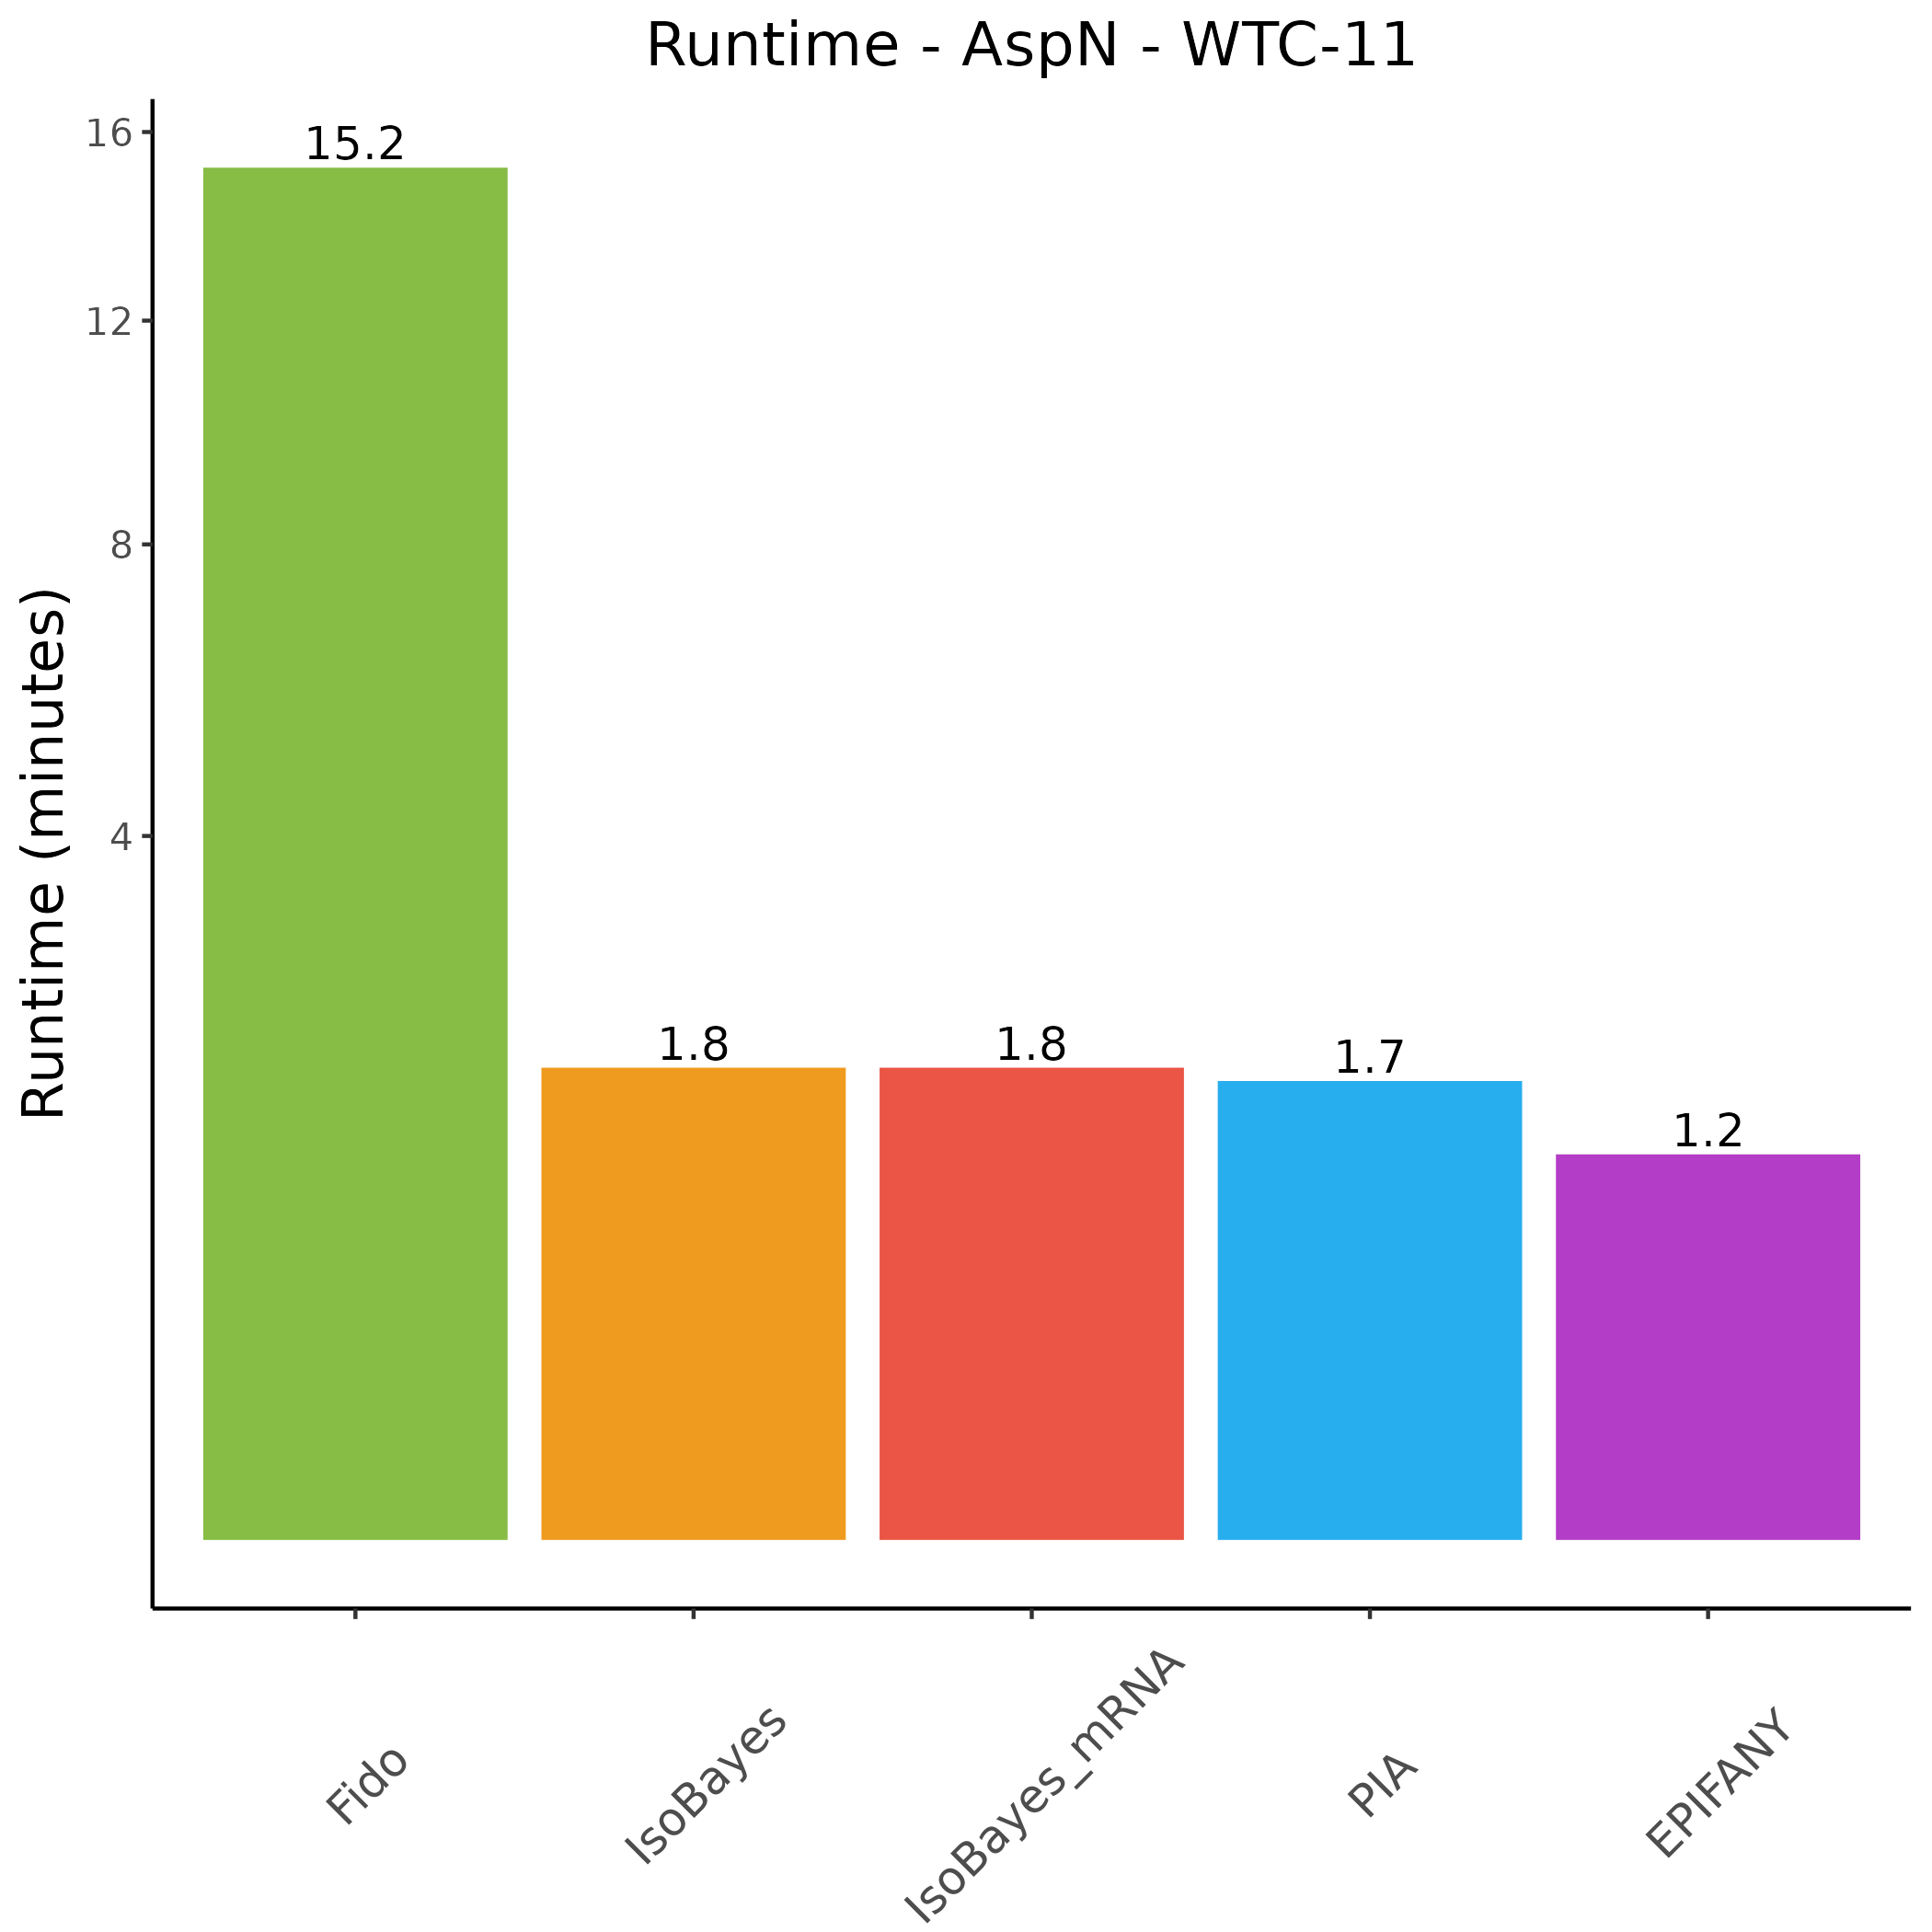 Runtime - AspN - WTC-11
Runtime (minutes)
16
12
8
4
15.2
1.8
1.8
1.7
1.2
Fido
IsoBayes
IsoBayes_mRNA
PIA
EPIFANY